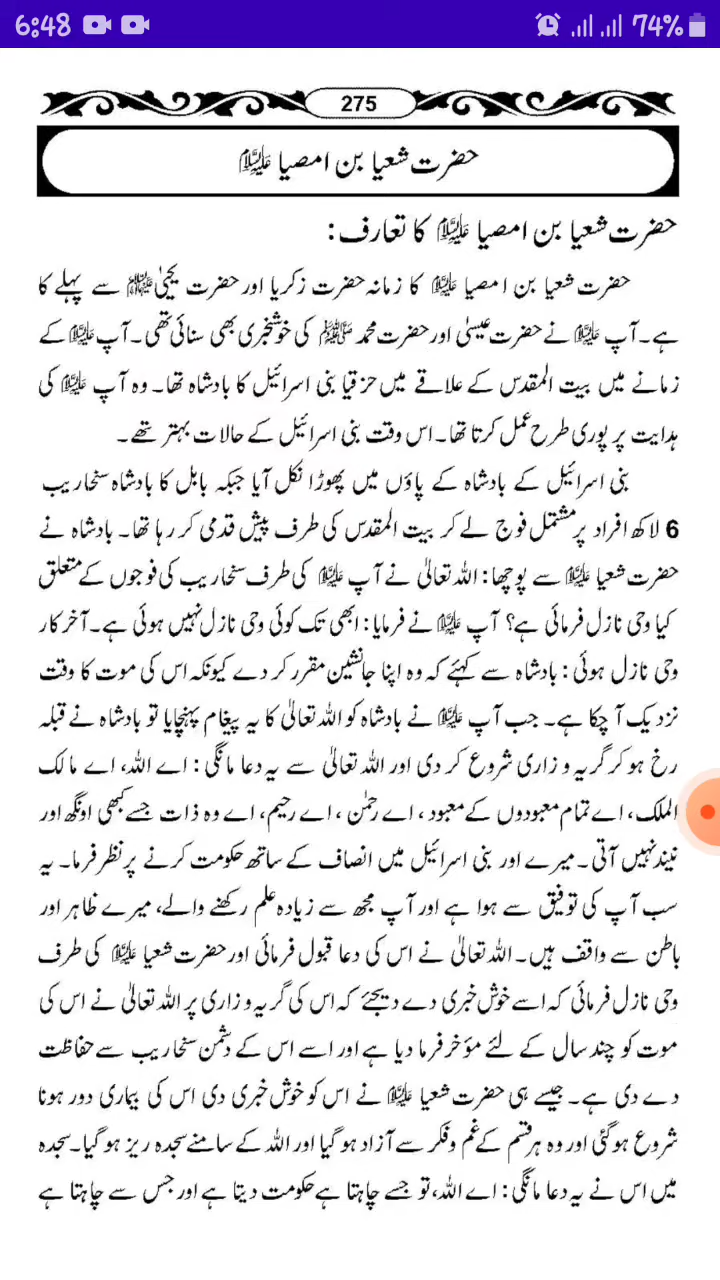 6:48 74%
275
حضرت شعیا بن امصیا علیہ السلام
حضرت شعیا بن امصیا علیہ السلام کا تعارف:
حضرت شعیا بن امصیا علیہ السلام کا زمانہ حضرت زکریا اور حضرت یحییٰ علیہما السلام سے پہلے کا
ہے۔ آپ علیہ السلام نے حضرت عیسیٰ اور حضرت محمد ﷺ کی خوشخبری بھی سنائی تھی۔ آپ علیہ السلام کے
زمانے میں بیت المقدس کے علاقے میں حزقیا بنی اسرائیل کا بادشاہ تھا۔ وہ آپ علیہ السلام کی
ہدایت پر پوری طرح عمل کرتا تھا۔ اس وقت بنی اسرائیل کے حالات بہتر تھے۔
بنی اسرائیل کے بادشاہ کے پاؤں میں پھوڑا نکل آیا جبکہ بابل کا بادشاہ سنحاریب
6 لاکھ افراد پر مشتمل فوج لے کر بیت المقدس کی طرف پیش قدمی کر رہا تھا۔ بادشاہ نے
حضرت شعیا علیہ السلام سے پوچھا: اللہ تعالیٰ نے آپ علیہ السلام کی طرف سنحاریب کی فوجوں کے متعلق
کیا وحی نازل فرمائی ہے؟ آپ علیہ السلام نے فرمایا: ابھی تک کوئی وحی نازل نہیں ہوئی ہے۔ آخر کار
وحی نازل ہوئی: بادشاہ سے کہئے کہ وہ اپنا جانشین مقرر کر دے کیونکہ اس کی موت کا وقت
نزدیک آ چکا ہے۔ جب آپ علیہ السلام نے بادشاہ کو اللہ تعالیٰ کا یہ پیغام پہنچایا تو بادشاہ نے قبلہ
رخ ہو کر گریہ و زاری شروع کر دی اور اللہ تعالیٰ سے یہ دعا مانگی: اے اللہ، اے مالک
الملک، اے تمام معبودوں کے معبود، اے رحمٰن، اے رحیم، اے وہ ذات جسے کبھی اونگھ اور
نیند نہیں آتی۔ میرے اور بنی اسرائیل میں انصاف کے ساتھ حکومت کرنے پر نظر فرما۔ یہ
سب آپ کی توفیق سے ہوا ہے اور آپ مجھ سے زیادہ علم رکھنے والے، میرے ظاہر اور
باطن سے واقف ہیں۔ اللہ تعالیٰ نے اس کی دعا قبول فرمائی اور حضرت شعیا علیہ السلام کی طرف
وحی نازل فرمائی کہ اسے خوش خبری دے دیجئے کہ اس کی گریہ و زاری پر اللہ تعالیٰ نے اس کی
موت کو چند سال کے لئے مؤخر فرما دیا ہے اور اسے اس کے دشمن سنحاریب سے حفاظت
دے دی ہے۔ جیسے ہی حضرت شعیا علیہ السلام نے اس کو خوش خبری دی اس کی بیماری دور ہونا
شروع ہو گئی اور وہ ہر قسم کے غم و فکر سے آزاد ہو گیا اور اللہ کے سامنے سجدہ ریز ہو گیا۔ سجدہ
میں اس نے یہ دعا مانگی: اے اللہ، تو جسے چاہتا ہے حکومت دیتا ہے اور جس سے چاہتا ہے